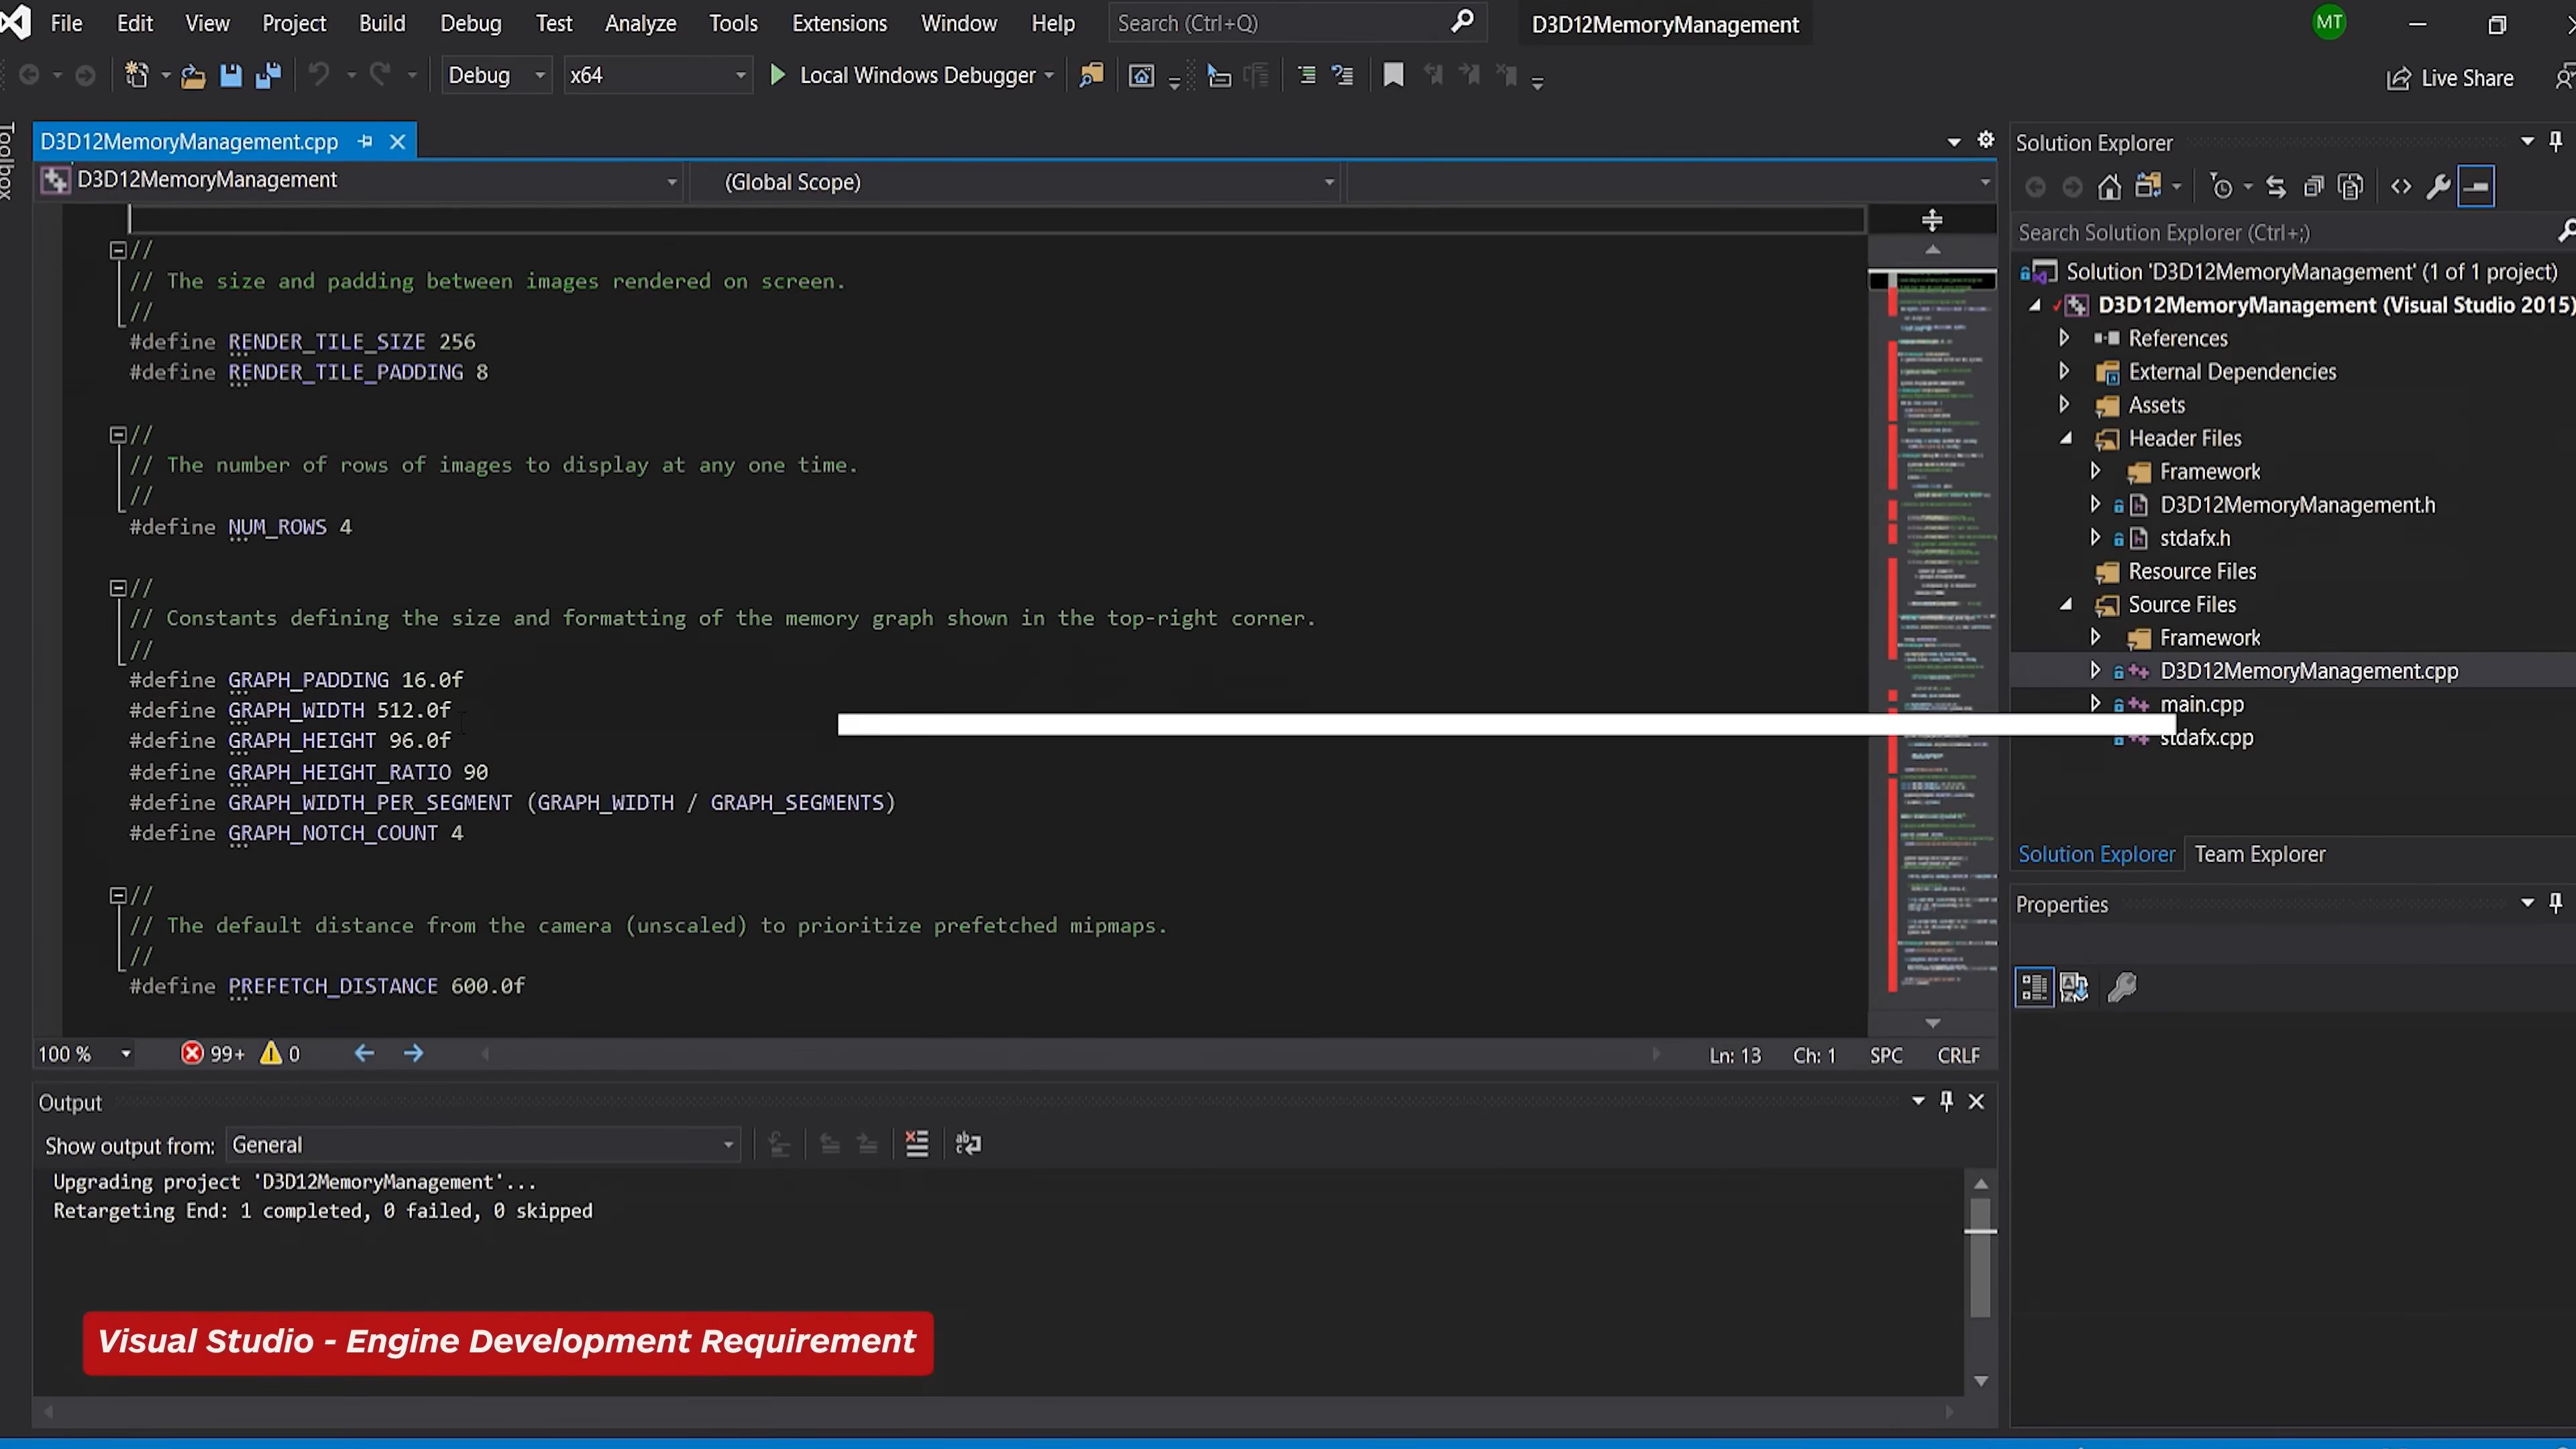 File Edit View Project Build Debug Test Analyze Tools Extensions Window Help Search (Ctrl+Q) D3D12MemoryManagement MT
Debug x64 Local Windows Debugger Live Share
Toolbox
D3D12MemoryManagement.cpp
D3D12MemoryManagement (Global Scope)
//
// The size and padding between images rendered on screen.
//
#define RENDER_TILE_SIZE 256
#define RENDER_TILE_PADDING 8
//
// The number of rows of images to display at any one time.
//
#define NUM_ROWS 4
//
// Constants defining the size and formatting of the memory graph shown in the top-right corner.
//
#define GRAPH_PADDING 16.0f
#define GRAPH_WIDTH 512.0f
#define GRAPH_HEIGHT 96.0f
#define GRAPH_HEIGHT_RATIO 90
#define GRAPH_WIDTH_PER_SEGMENT (GRAPH_WIDTH / GRAPH_SEGMENTS)
#define GRAPH_NOTCH_COUNT 4
//
// The default distance from the camera (unscaled) to prioritize prefetched mipmaps.
//
#define PREFETCH_DISTANCE 600.0f
100 % 99+ 0 Ln: 13 Ch: 1 SPC CRLF
Output
Show output from: General
Upgrading project 'D3D12MemoryManagement'...
Retargeting End: 1 completed, 0 failed, 0 skipped
Visual Studio - Engine Development Requirement
Solution Explorer
Search Solution Explorer (Ctrl+;)
Solution 'D3D12MemoryManagement' (1 of 1 project)
D3D12MemoryManagement (Visual Studio 2015)
References
External Dependencies
Assets
Header Files
Framework
D3D12MemoryManagement.h
stdafx.h
Resource Files
Source Files
Framework
D3D12MemoryManagement.cpp
main.cpp
stdafx.cpp
Solution Explorer Team Explorer
Properties